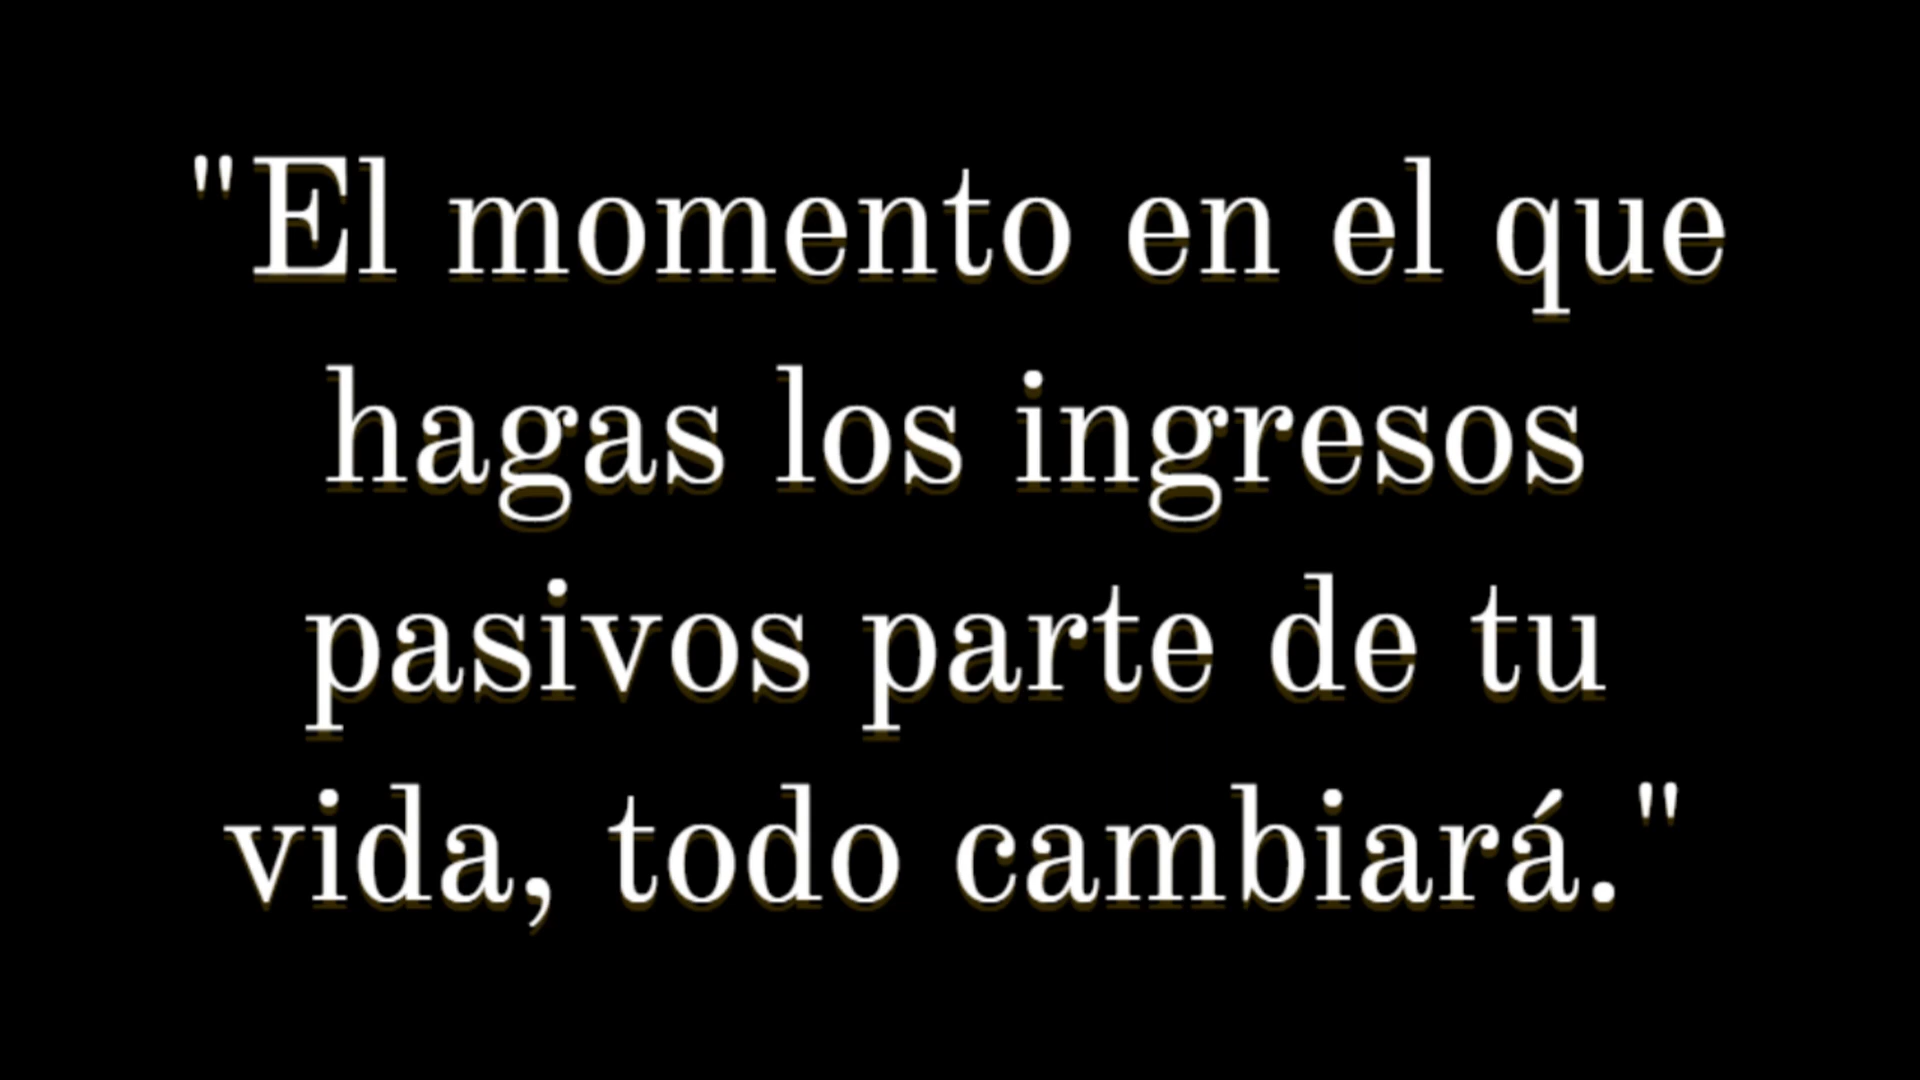 "El momento en el que
hagas los ingresos
pasivos parte de tu
vida, todo cambiará."